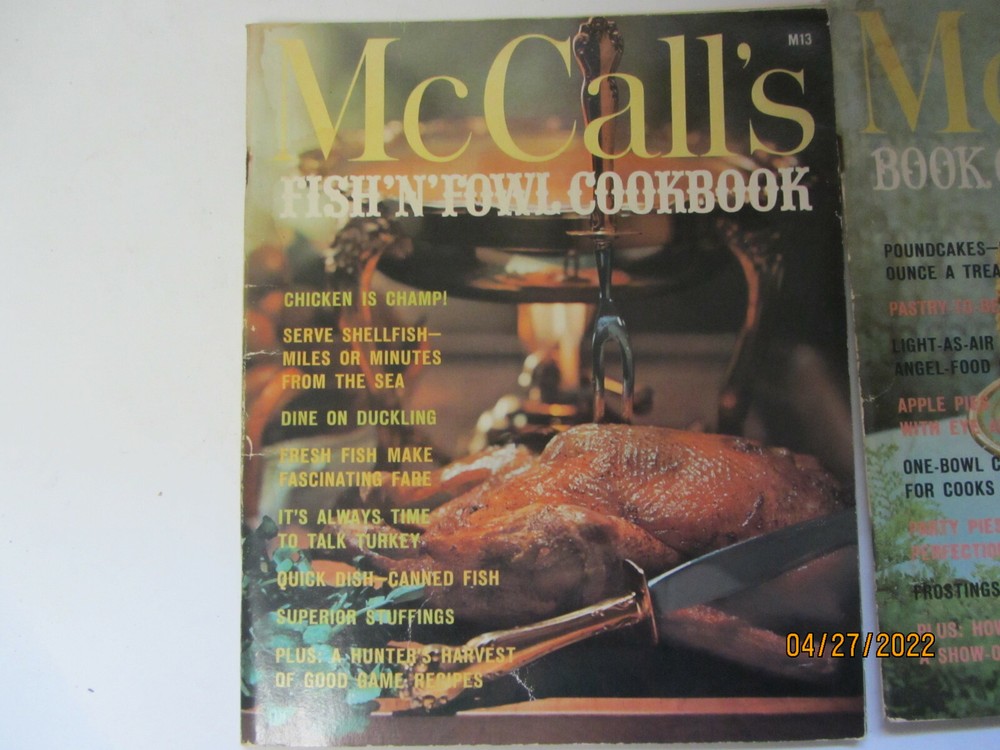 McCall's
M13
FISH'N'FOWL COOKBOOK
CHICKEN IS CHAMP!
SERVE SHELLFISH—
MILES OR MINUTES
FROM THE SEA
DINE ON DUCKLING
FRESH FISH MAKE
FASCINATING FARE
IT'S ALWAYS TIME
TO TALK TURKEY
QUICK DISH—CANNED FISH
SUPERIOR STUFFINGS
PLUS: A HUNTER'S HARVEST
OF GOOD GAME RECIPES
BOOK
POUNDCAKES—
OUNCE A
PASTRY
LIGHT-AS-AIR
ANGEL-FOOD
APPLE
WITH
ONE-BOWL
FOR COOKS
FROSTINGS
PLUS:
A
04/27/2022